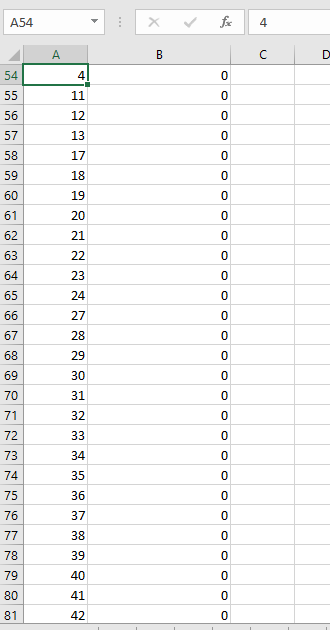 A54 fx 4
A B C D
54 4 0
55 11 0
56 12 0
57 13 0
58 17 0
59 18 0
60 19 0
61 20 0
62 21 0
63 22 0
64 23 0
65 24 0
66 27 0
67 28 0
68 29 0
69 30 0
70 31 0
71 32 0
72 33 0
73 34 0
74 35 0
75 36 0
76 37 0
77 38 0
78 39 0
79 40 0
80 41 0
81 42 0